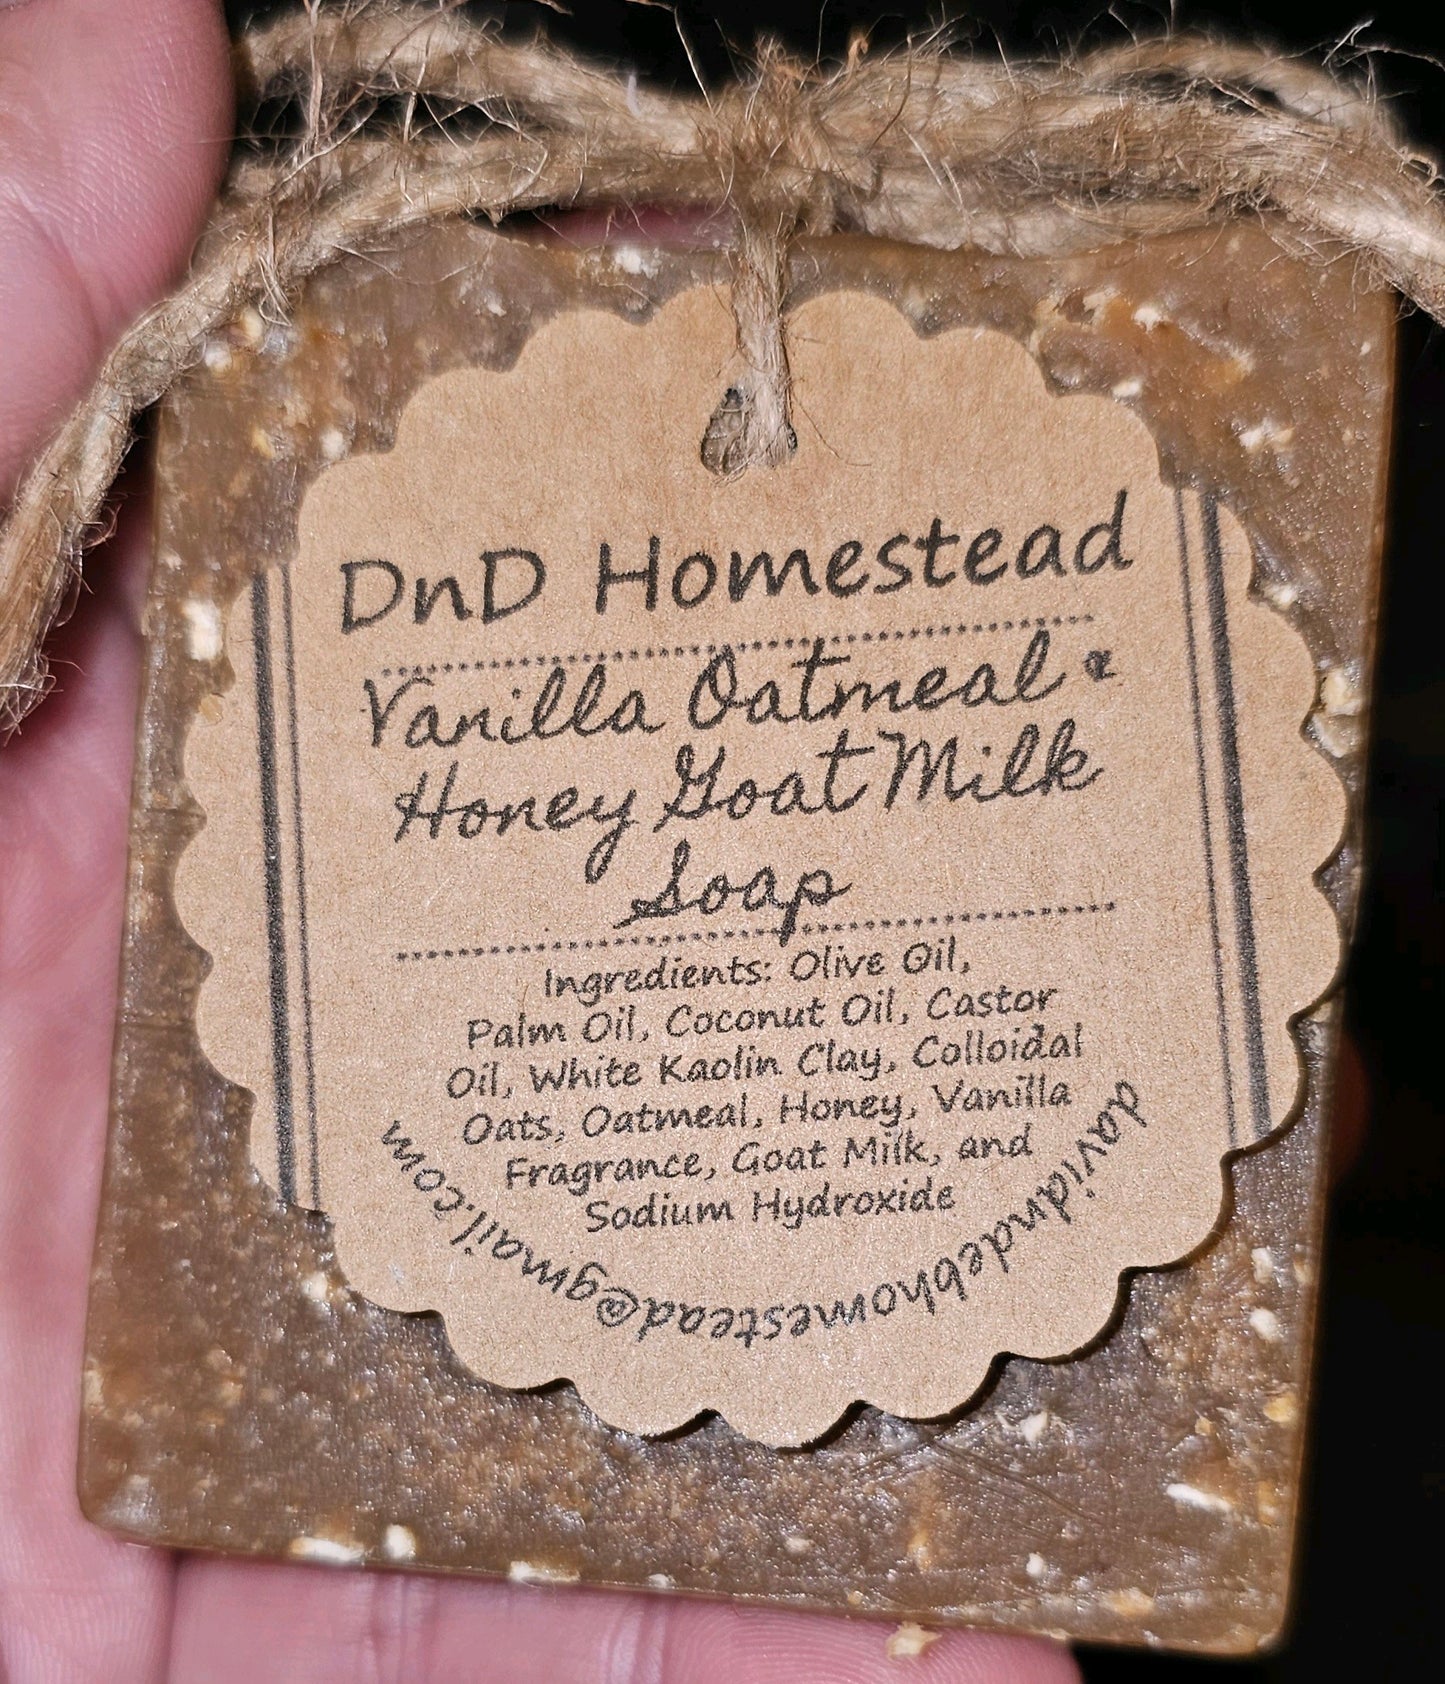 DnD Homestead
Vanilla Oatmeal &
Honey Goat Milk
Soap
Ingredients: Olive Oil,
Palm Oil, Coconut Oil, Castor
Oil, White Kaolin Clay, Colloidal
Oats, Oatmeal, Honey, Vanilla
Fragrance, Goat Milk, and
Sodium Hydroxide
davidndebhomestead@gmail.com